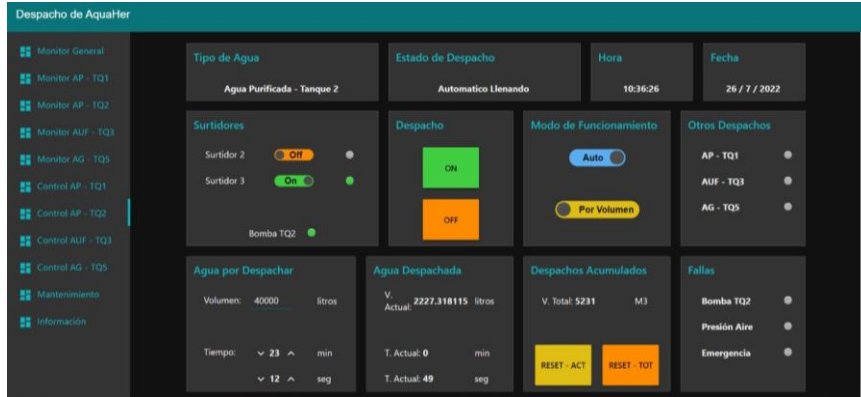 Despacho de AquaHer
Monitor General
Monitor AP - TQ1
Monitor AP - TQ2
Monitor AUF - TQ3
Monitor AG - TQ5
Control AP - TQ1
Control AP - TQ2
Control AUF - TQ3
Control AG - TQ5
Mantenimiento
Información
Tipo de Agua
Agua Purificada - Tanque 2
Estado de Despacho
Automatico Llenando
Hora
10:36:26
Fecha
26 / 7 / 2022
Surtidores
Surtidor 2 Off
Surtidor 3 On
Bomba TQ2
Despacho
ON
OFF
Modo de Funcionamiento
Auto
Por Volumen
Otros Despachos
AP - TQ1
AUF - TQ3
AG - TQ5
Agua por Despachar
Volumen: 40000 litros
Tiempo: 23 min
12 seg
Agua Despachada
V.
Actual: 2227.318115 litros
T. Actual: 0 min
T. Actual: 49 seg
Despachos Acumulados
V. Total: 5231 M3
RESET - ACT RESET - TOT
Fallas
Bomba TQ2
Presión Aire
Emergencia